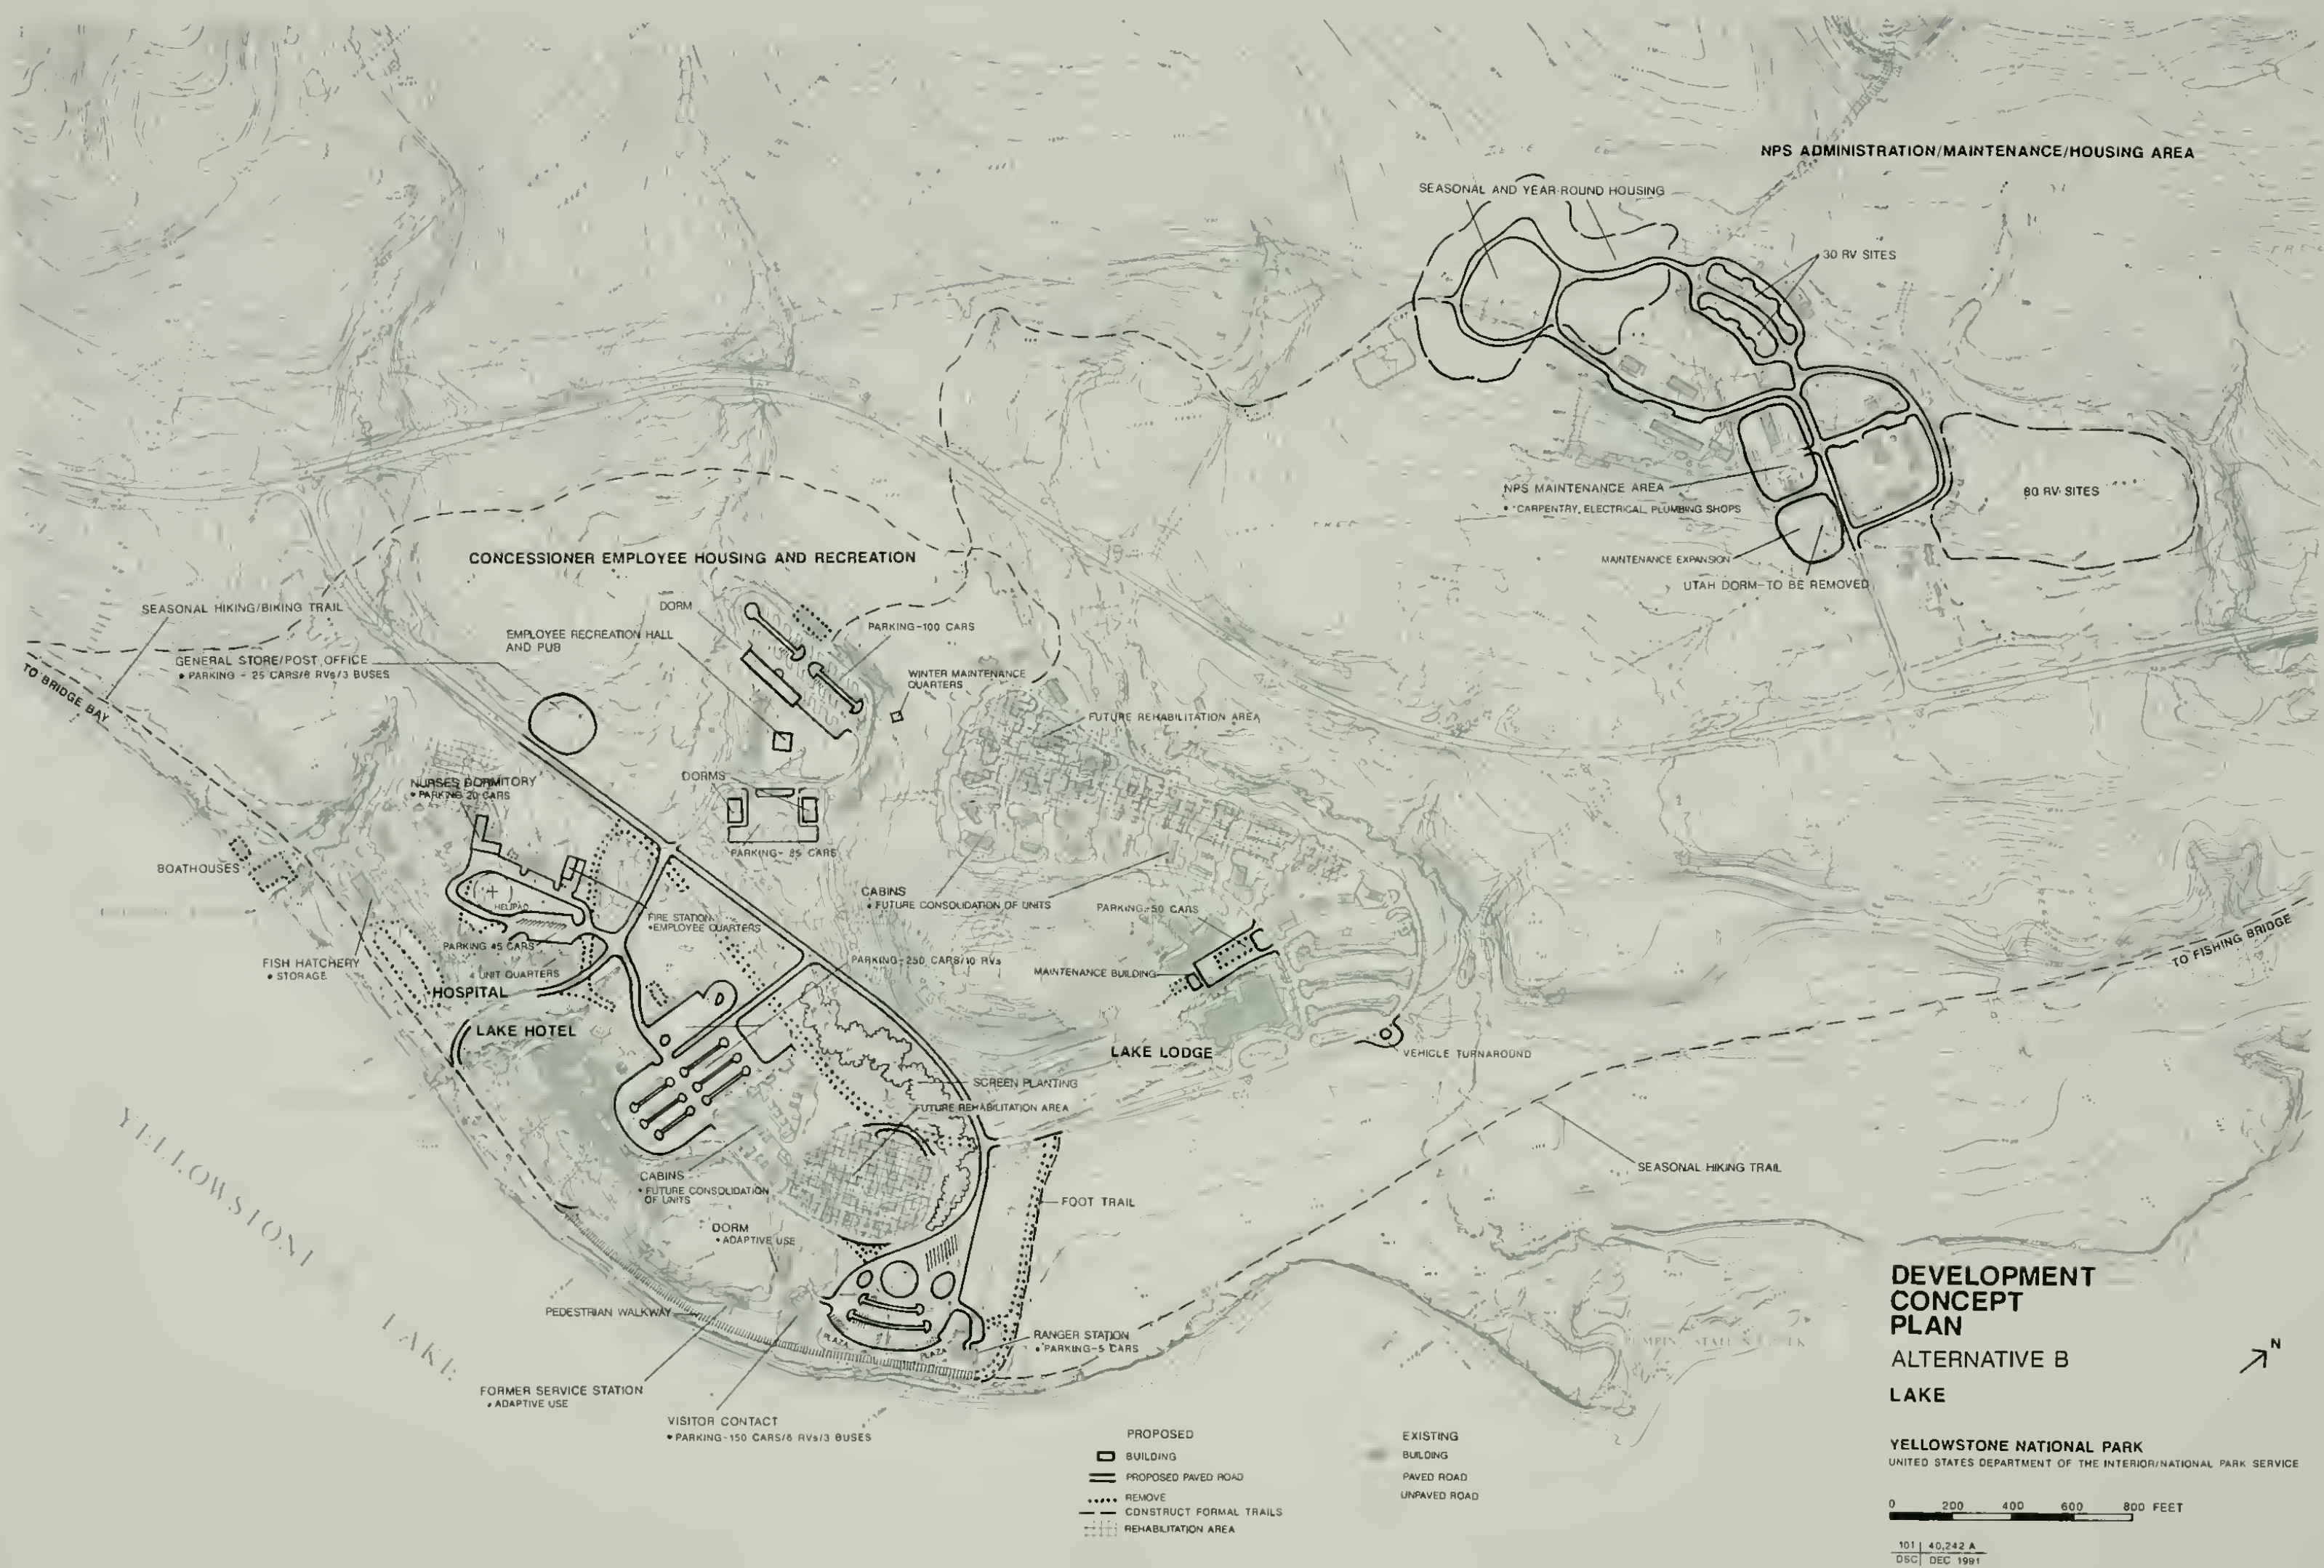 NPS ADMINISTRATION/MAINTENANCE/HOUSING AREA
SEASONAL AND YEAR-ROUND HOUSING
30 RV SITES
80 RV SITES
NPS MAINTENANCE AREA
• CARPENTRY, ELECTRICAL, PLUMBING SHOPS
MAINTENANCE EXPANSION
UTAH DORM—TO BE REMOVED
CONCESSIONER EMPLOYEE HOUSING AND RECREATION
SEASONAL HIKING/BIKING TRAIL
DORM
PARKING-100 CARS
EMPLOYEE RECREATION HALL
AND PUB
GENERAL STORE/POST OFFICE
• PARKING - 25 CARS/6 RVs/3 BUSES
TO BRIDGE BAY
WINTER MAINTENANCE
QUARTERS
FUTURE REHABILITATION AREA
NURSES DORMITORY
• PARKING 20 CARS
DORMS
PARKING- 85 CARS
BOATHOUSES
HELIPAD
CABINS
• FUTURE CONSOLIDATION OF UNITS
PARKING-50 CARS
FIRE STATION
• EMPLOYEE QUARTERS
PARKING 45 CARS
FISH HATCHERY
• STORAGE
4 UNIT QUARTERS
HOSPITAL
PARKING-250 CARS/10 RVs
MAINTENANCE BUILDING
TO FISHING BRIDGE
LAKE HOTEL
LAKE LODGE
VEHICLE TURNAROUND
SCREEN PLANTING
FUTURE REHABILITATION AREA
YELLOWSTONE
LAKE
CABINS
• FUTURE CONSOLIDATION
OF UNITS
SEASONAL HIKING TRAIL
FOOT TRAIL
DORM
• ADAPTIVE USE
PEDESTRIAN WALKWAY
PLAZA
PLAZA
RANGER STATION
• PARKING-5 CARS
FORMER SERVICE STATION
• ADAPTIVE USE
VISITOR CONTACT
• PARKING-150 CARS/6 RVs/3 BUSES
PROPOSED
BUILDING
PROPOSED PAVED ROAD
REMOVE
CONSTRUCT FORMAL TRAILS
REHABILITATION AREA
EXISTING
BUILDING
PAVED ROAD
UNPAVED ROAD
DEVELOPMENT
CONCEPT
PLAN
ALTERNATIVE B
LAKE
N
YELLOWSTONE NATIONAL PARK
UNITED STATES DEPARTMENT OF THE INTERIOR/NATIONAL PARK SERVICE
0 200 400 600 800 FEET
101 | 40,242 A
DSC | DEC 1991